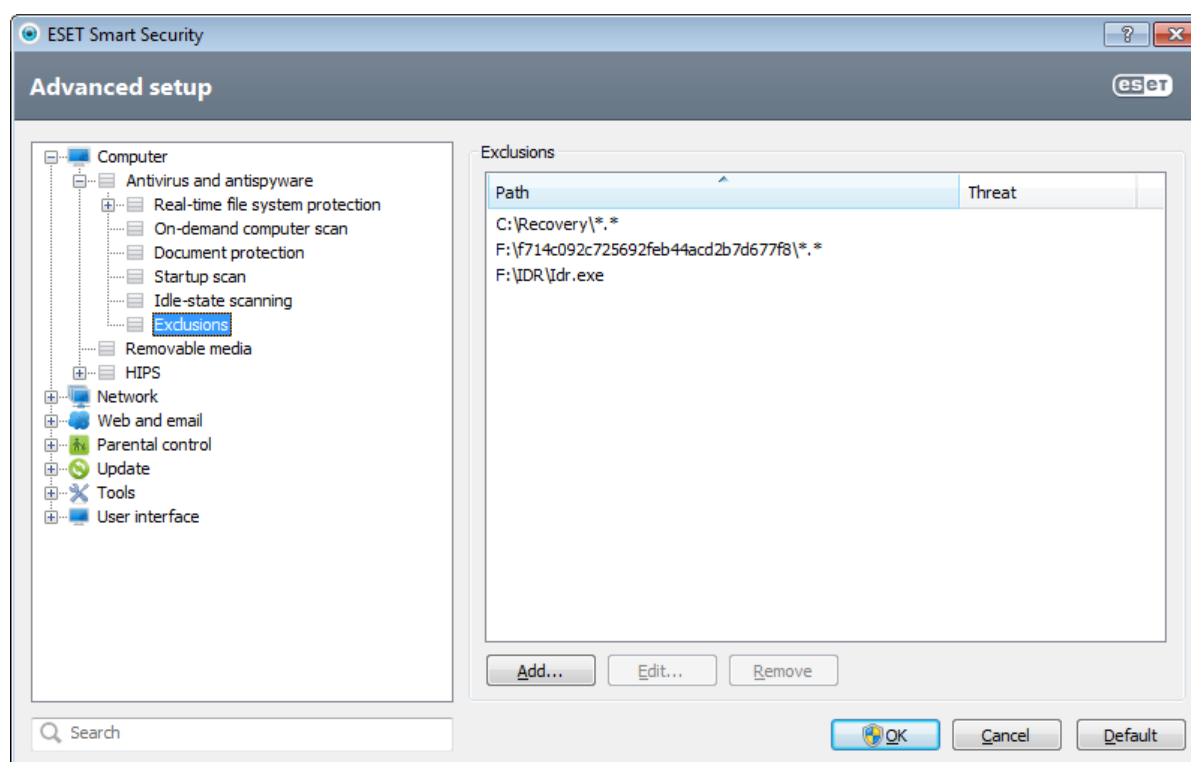 ESET Smart Security
?
Advanced setup
eseT
Computer
Antivirus and antispyware
Real-time file system protection
On-demand computer scan
Document protection
Startup scan
Idle-state scanning
Exclusions
Removable media
HIPS
Network
Web and email
Parental control
Update
Tools
User interface
Search
Exclusions
Path Threat
C:\Recovery\*.*
F:\f714c092c725692feb44acd2b7d677f8\*.*
F:\IDR\Idr.exe
Add... Edit... Remove
OK Cancel Default